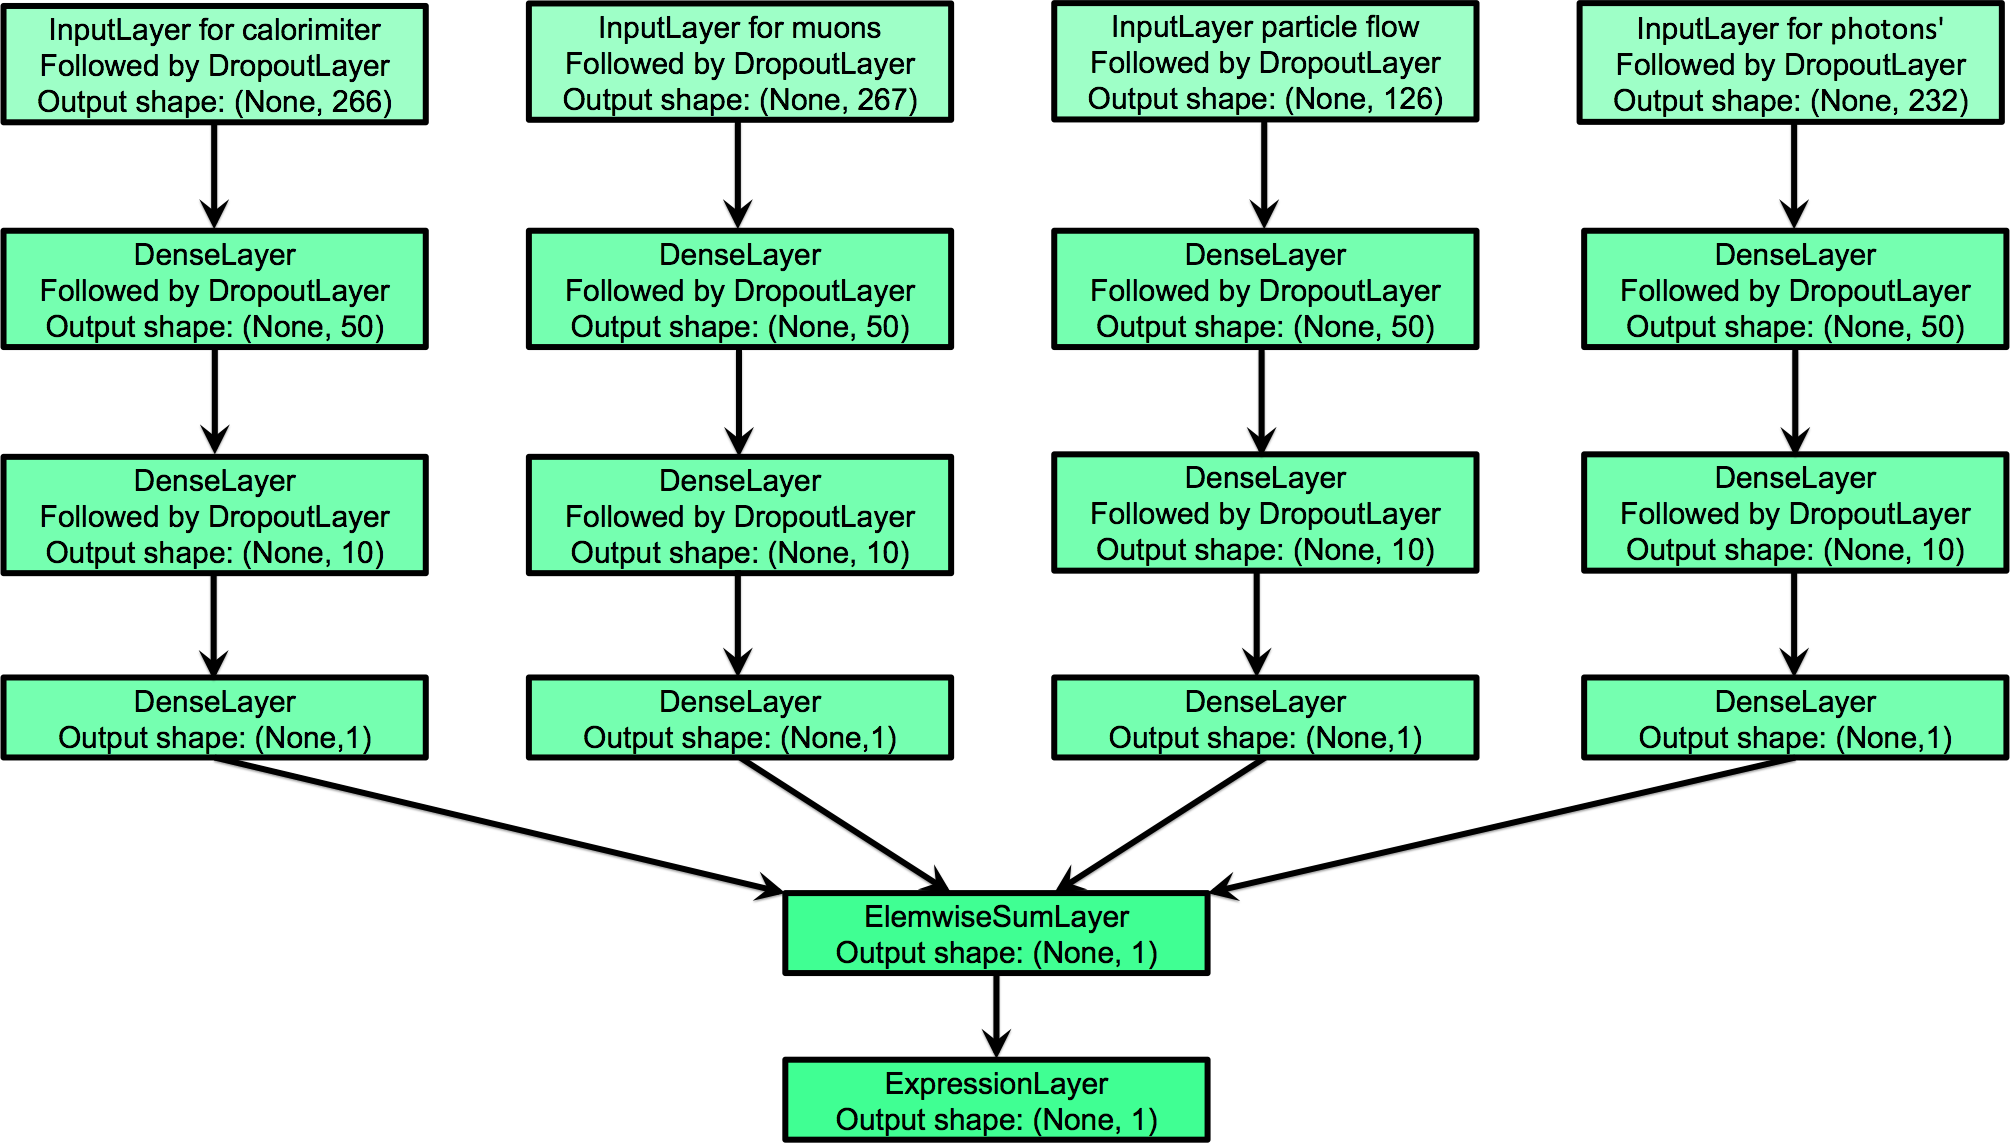 InputLayer for calorimiter
Followed by DropoutLayer
Output shape: (None, 266)
InputLayer for muons
Followed by DropoutLayer
Output shape: (None, 267)
InputLayer particle flow
Followed by DropoutLayer
Output shape: (None, 126)
InputLayer for photons'
Followed by DropoutLayer
Output shape: (None, 232)
DenseLayer
Followed by DropoutLayer
Output shape: (None, 50)
DenseLayer
Followed by DropoutLayer
Output shape: (None, 50)
DenseLayer
Followed by DropoutLayer
Output shape: (None, 50)
DenseLayer
Followed by DropoutLayer
Output shape: (None, 50)
DenseLayer
Followed by DropoutLayer
Output shape: (None, 10)
DenseLayer
Followed by DropoutLayer
Output shape: (None, 10)
DenseLayer
Followed by DropoutLayer
Output shape: (None, 10)
DenseLayer
Followed by DropoutLayer
Output shape: (None, 10)
DenseLayer
Output shape: (None,1)
DenseLayer
Output shape: (None,1)
DenseLayer
Output shape: (None,1)
DenseLayer
Output shape: (None,1)
ElemwiseSumLayer
Output shape: (None, 1)
ExpressionLayer
Output shape: (None, 1)